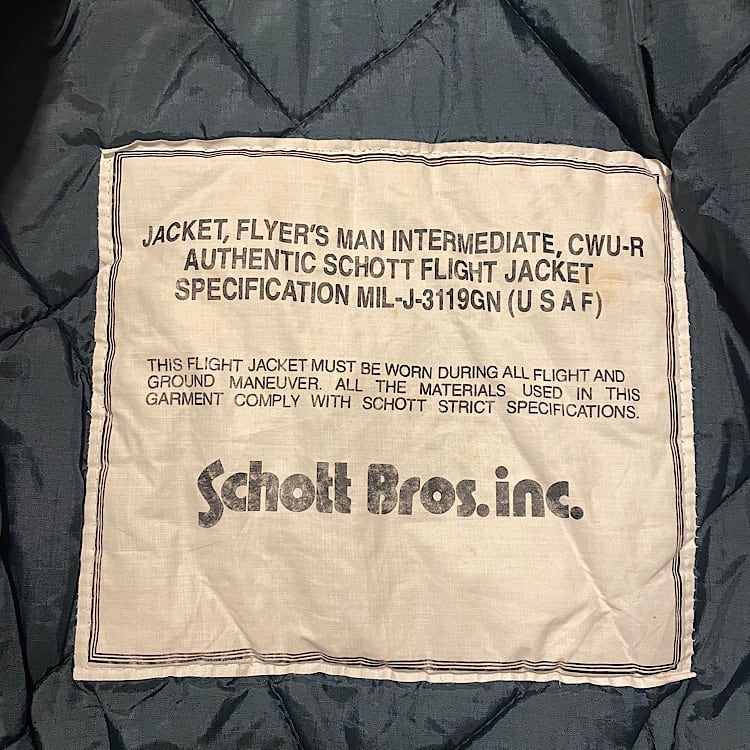 JACKET, FLYER'S MAN INTERMEDIATE, CWU-R
AUTHENTIC SCHOTT FLIGHT JACKET
SPECIFICATION MIL-J-3119GN (U S A F)
THIS FLIGHT JACKET MUST BE WORN DURING ALL FLIGHT AND
GROUND MANEUVER. ALL THE MATERIALS USED IN THIS
GARMENT COMPLY WITH SCHOTT STRICT SPECIFICATIONS.
Schott Bros.inc.